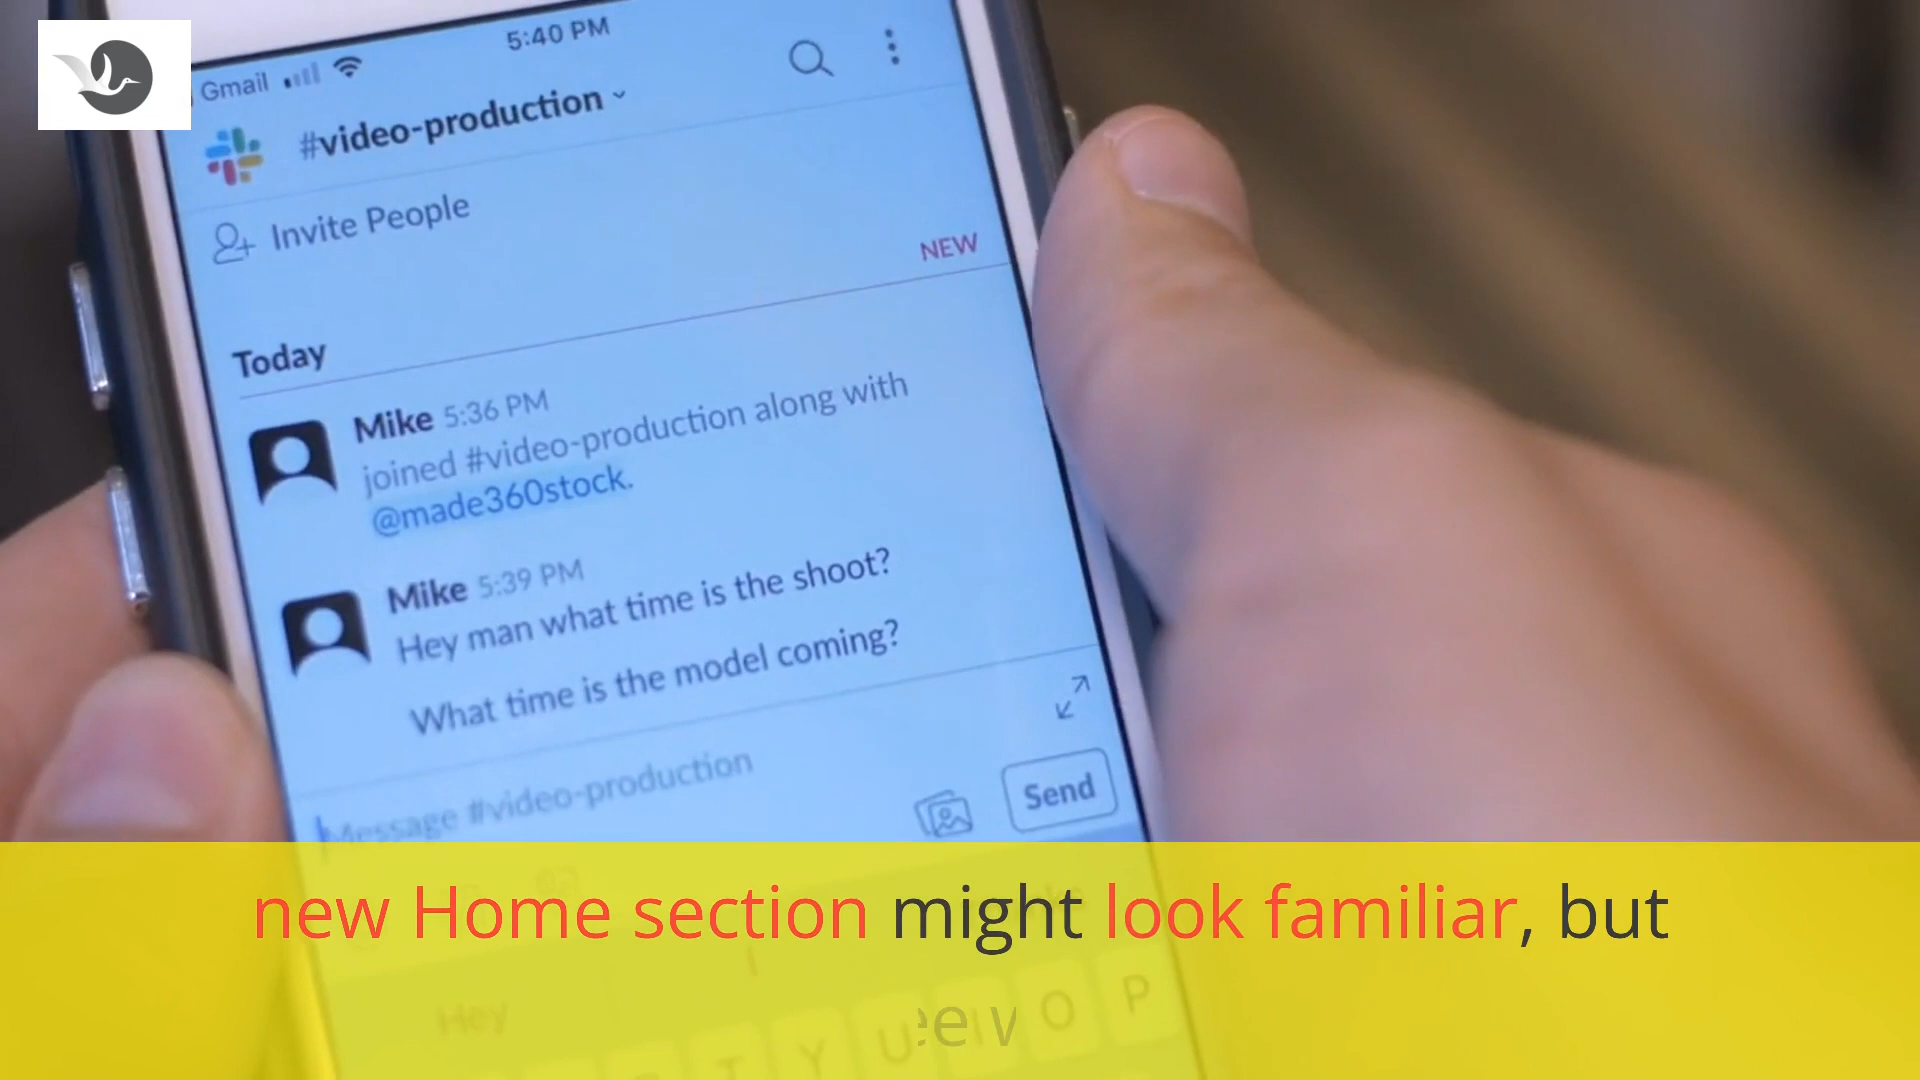 5:40 PM
Gmail
#video-production
Invite People
NEW
Today
Mike 5:36 PM
joined #video-production along with
@made360stock.
Mike 5:39 PM
Hey man what time is the shoot?
What time is the model coming?
Message #video-production
Send
new Home section might look familiar, but
Hey I
T Y U I O P